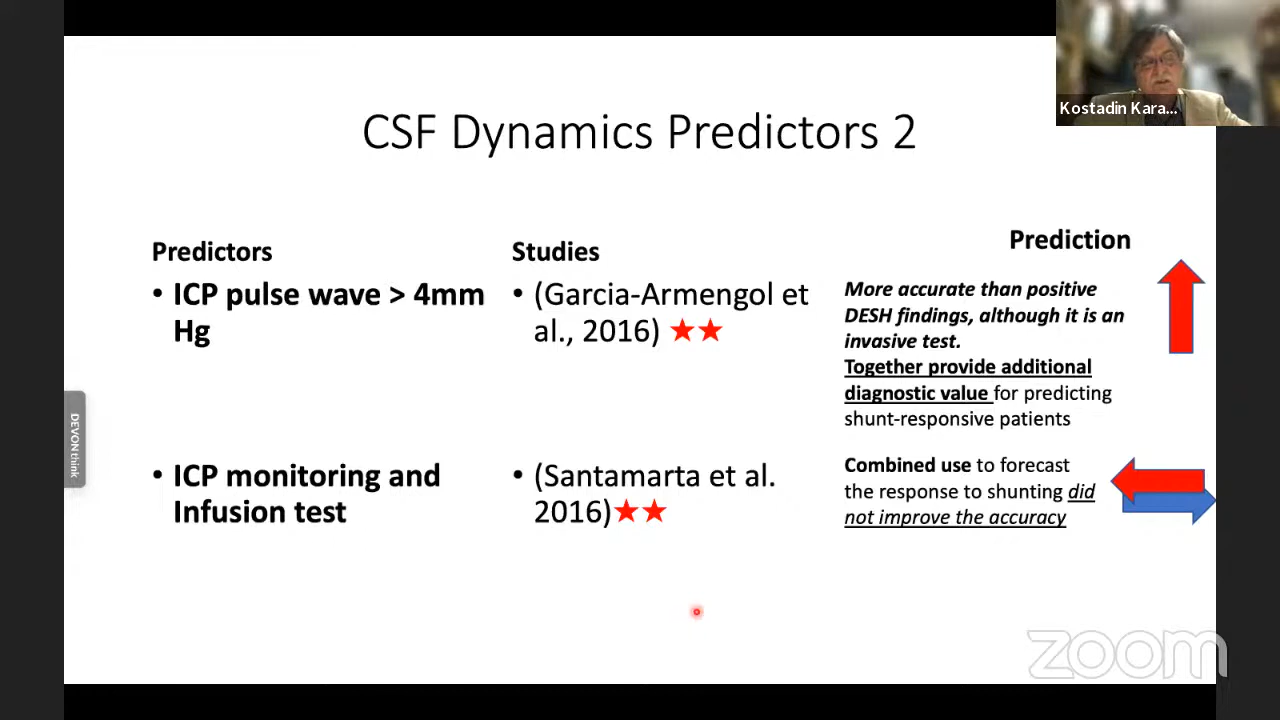 Kostadin Kara...
CSF Dynamics Predictors 2
Predictors
• ICP pulse wave > 4mm
Hg
• ICP monitoring and
Infusion test
Studies
• (Garcia-Armengol et
al., 2016) ★★
• (Santamarta et al.
2016)★★
Prediction
More accurate than positive
DESH findings, although it is an
invasive test.
Together provide additional
diagnostic value for predicting
shunt-responsive patients
Combined use to forecast
the response to shunting did
not improve the accuracy
DEVONthink
zoom